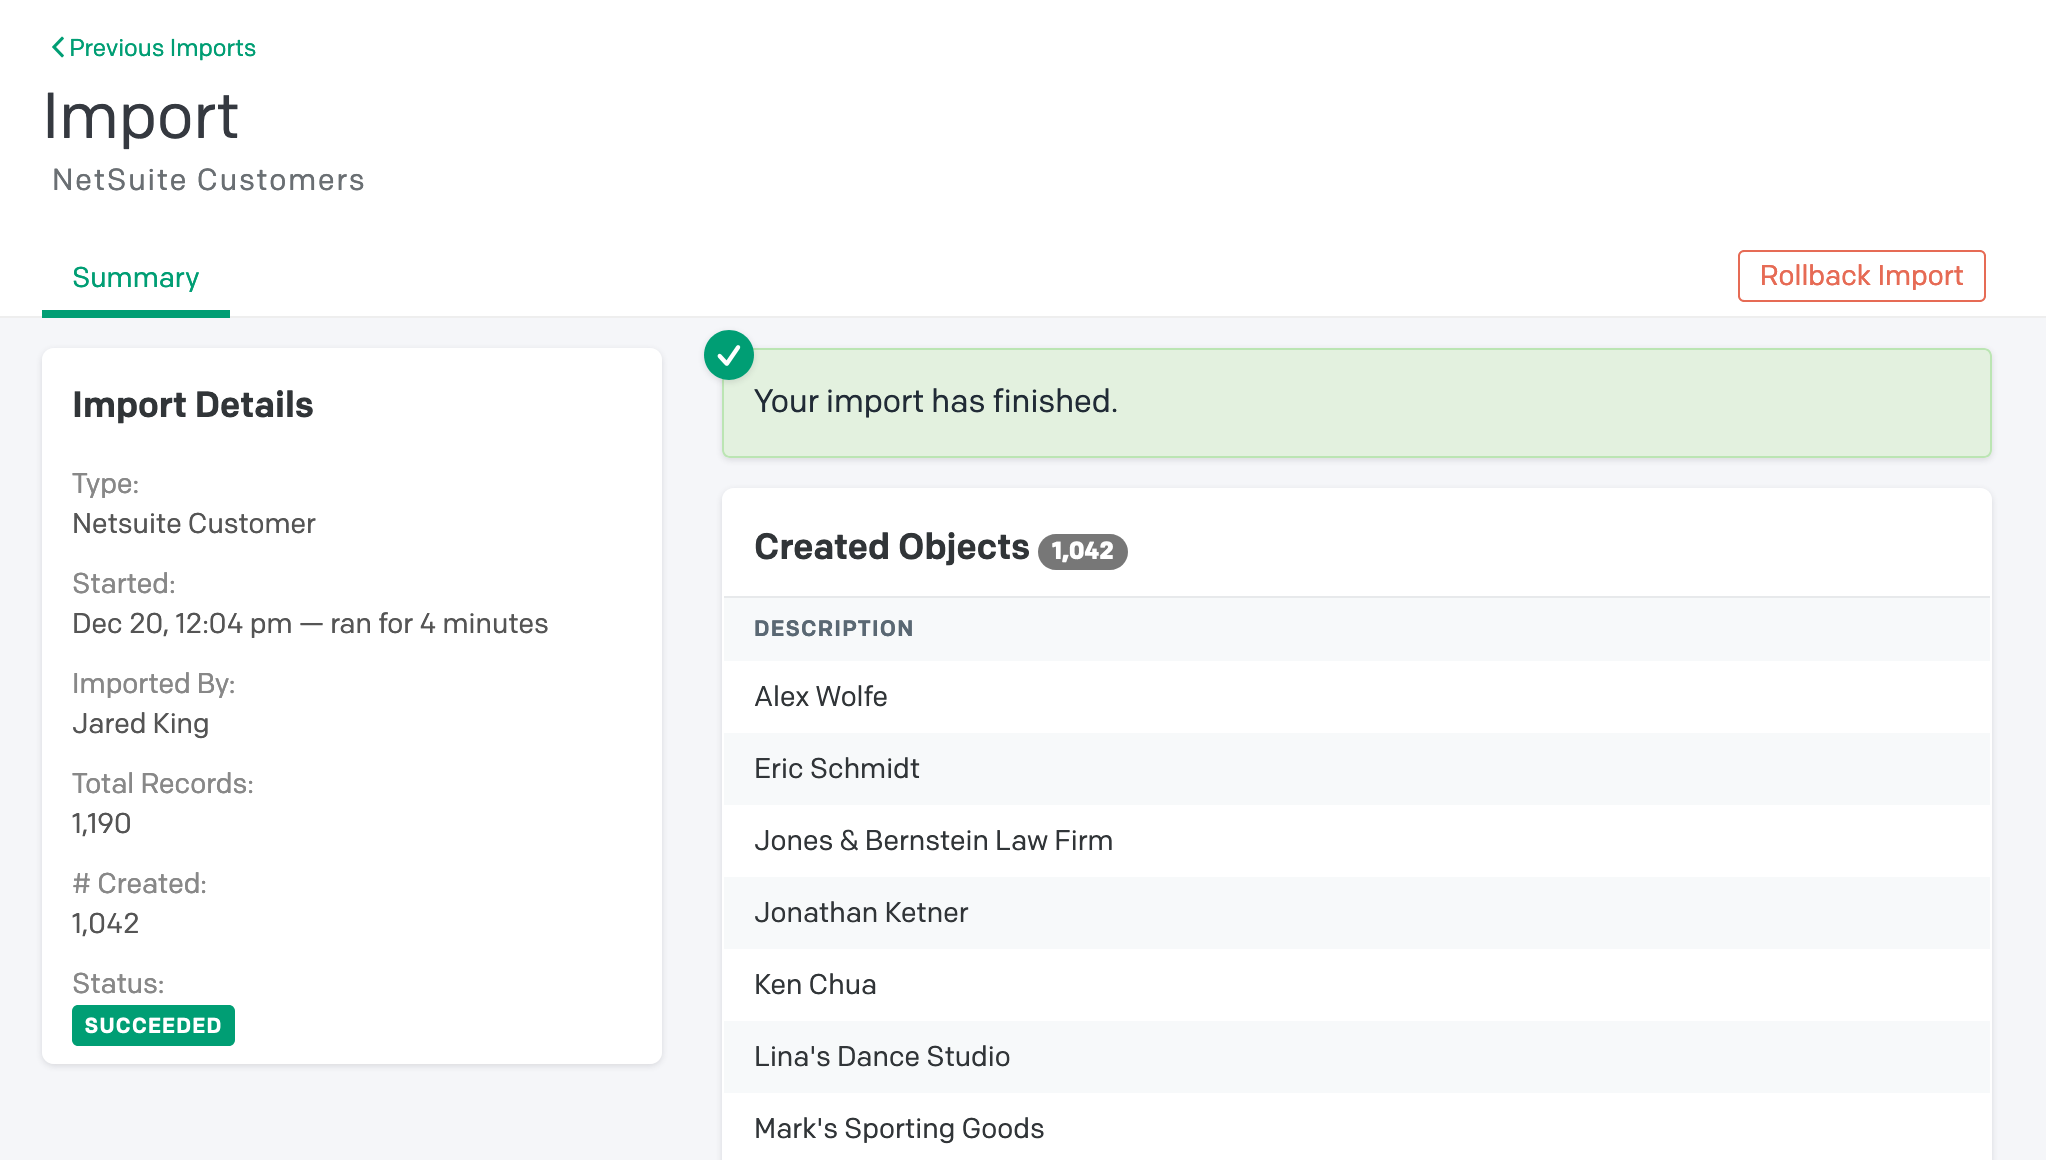 Previous Imports
Import
NetSuite Customers
Summary
Rollback Import
Import Details
Type:
Netsuite Customer
Started:
Dec 20, 12:04 pm — ran for 4 minutes
Imported By:
Jared King
Total Records:
1,190
# Created:
1,042
Status:
SUCCEEDED
Your import has finished.
Created Objects 1,042
DESCRIPTION
Alex Wolfe
Eric Schmidt
Jones & Bernstein Law Firm
Jonathan Ketner
Ken Chua
Lina's Dance Studio
Mark's Sporting Goods